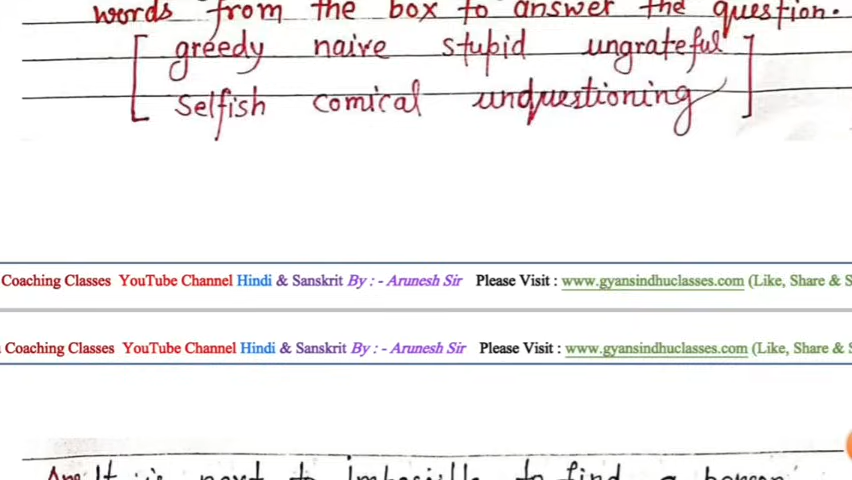 words from the box to answer the question.
greedy naive stupid ungrateful
selfish comical unquestioning
Coaching Classes YouTube Channel Hindi & Sanskrit By : - Arunesh Sir Please Visit : www.gyansindhuclasses.com (Like, Share & S
Coaching Classes YouTube Channel Hindi & Sanskrit By : - Arunesh Sir Please Visit : www.gyansindhuclasses.com (Like, Share & S
Ans It is next to impossible to find a person